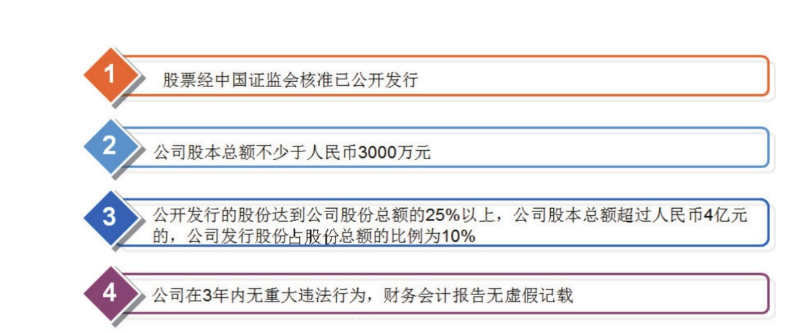 1
股票经中国证监会核准已公开发行
2
公司股本总额不少于人民币3000万元
3
公开发行的股份达到公司股份总额的25%以上，公司股本总额超过人民币4亿元
的，公司发行股份占股份总额的比例为10%
4
公司在3年内无重大违法行为，财务会计报告无虚假记载